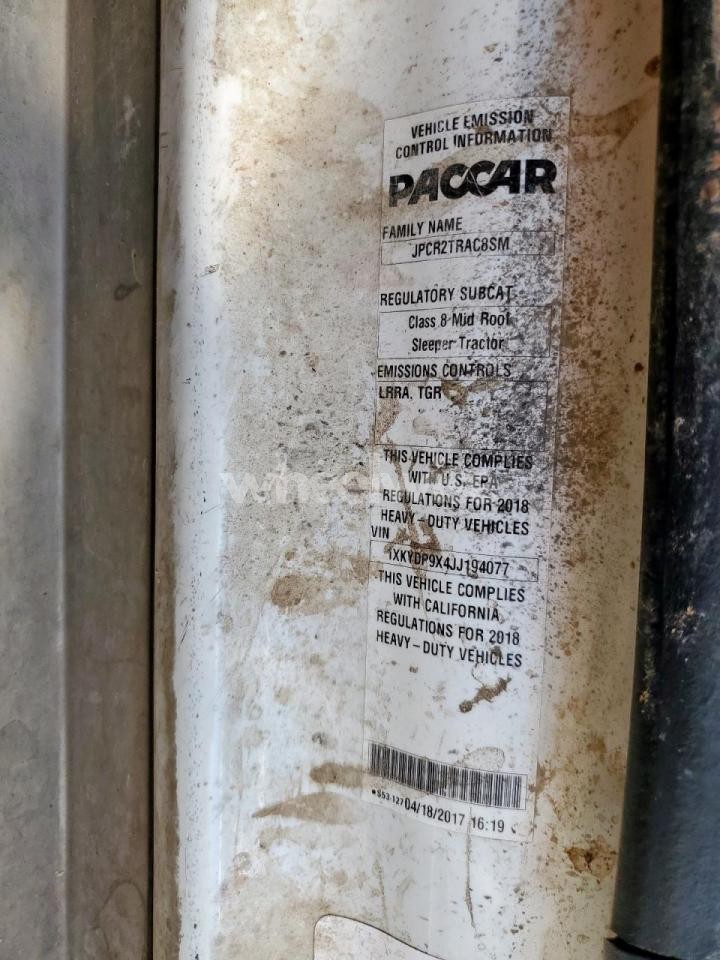 VEHICLE EMISSION
CONTROL INFORMATION
PACCAR
FAMILY NAME
JPCR2TRAC8SM
REGULATORY SUBCAT
Class 8 Mid Roof
Sleeper Tractor
EMISSIONS CONTROLS
LRRA, TGR
THIS VEHICLE COMPLIES
WITH U.S. EPA
REGULATIONS FOR 2018
HEAVY-DUTY VEHICLES
VIN
1XKYDP9X4JJ194077
THIS VEHICLE COMPLIES
WITH CALIFORNIA
REGULATIONS FOR 2018
HEAVY-DUTY VEHICLES
S53-127 04/18/2017 16:19